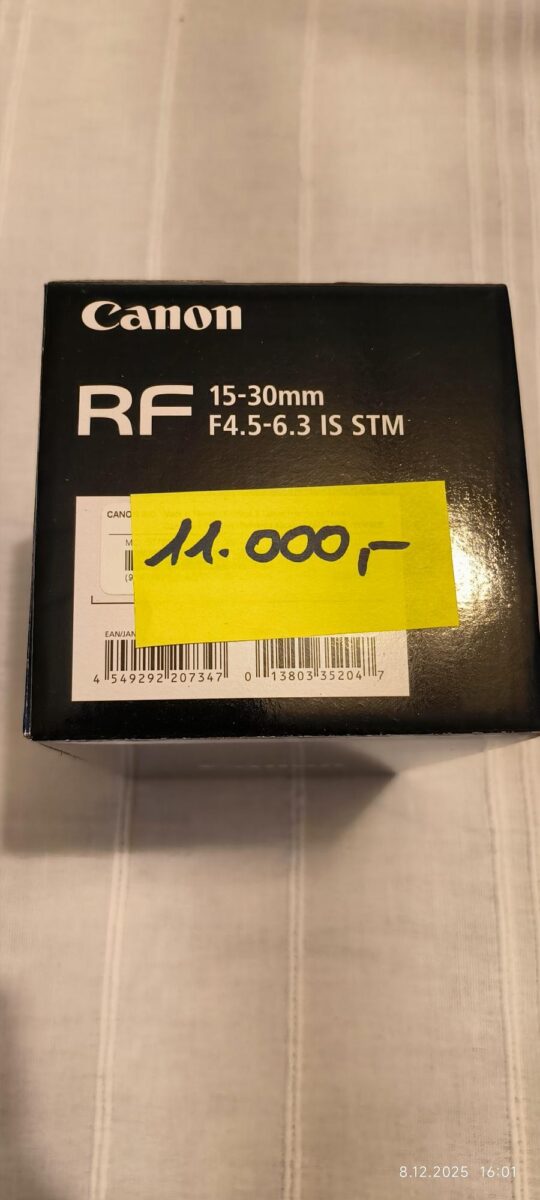 Canon
RF 15-30mm
F4.5-6.3 IS STM
CANO
11.000,-
M
(9
EAN/JAN
4 549292 207347 0 13803 35204 7
8.12.2025 16:01